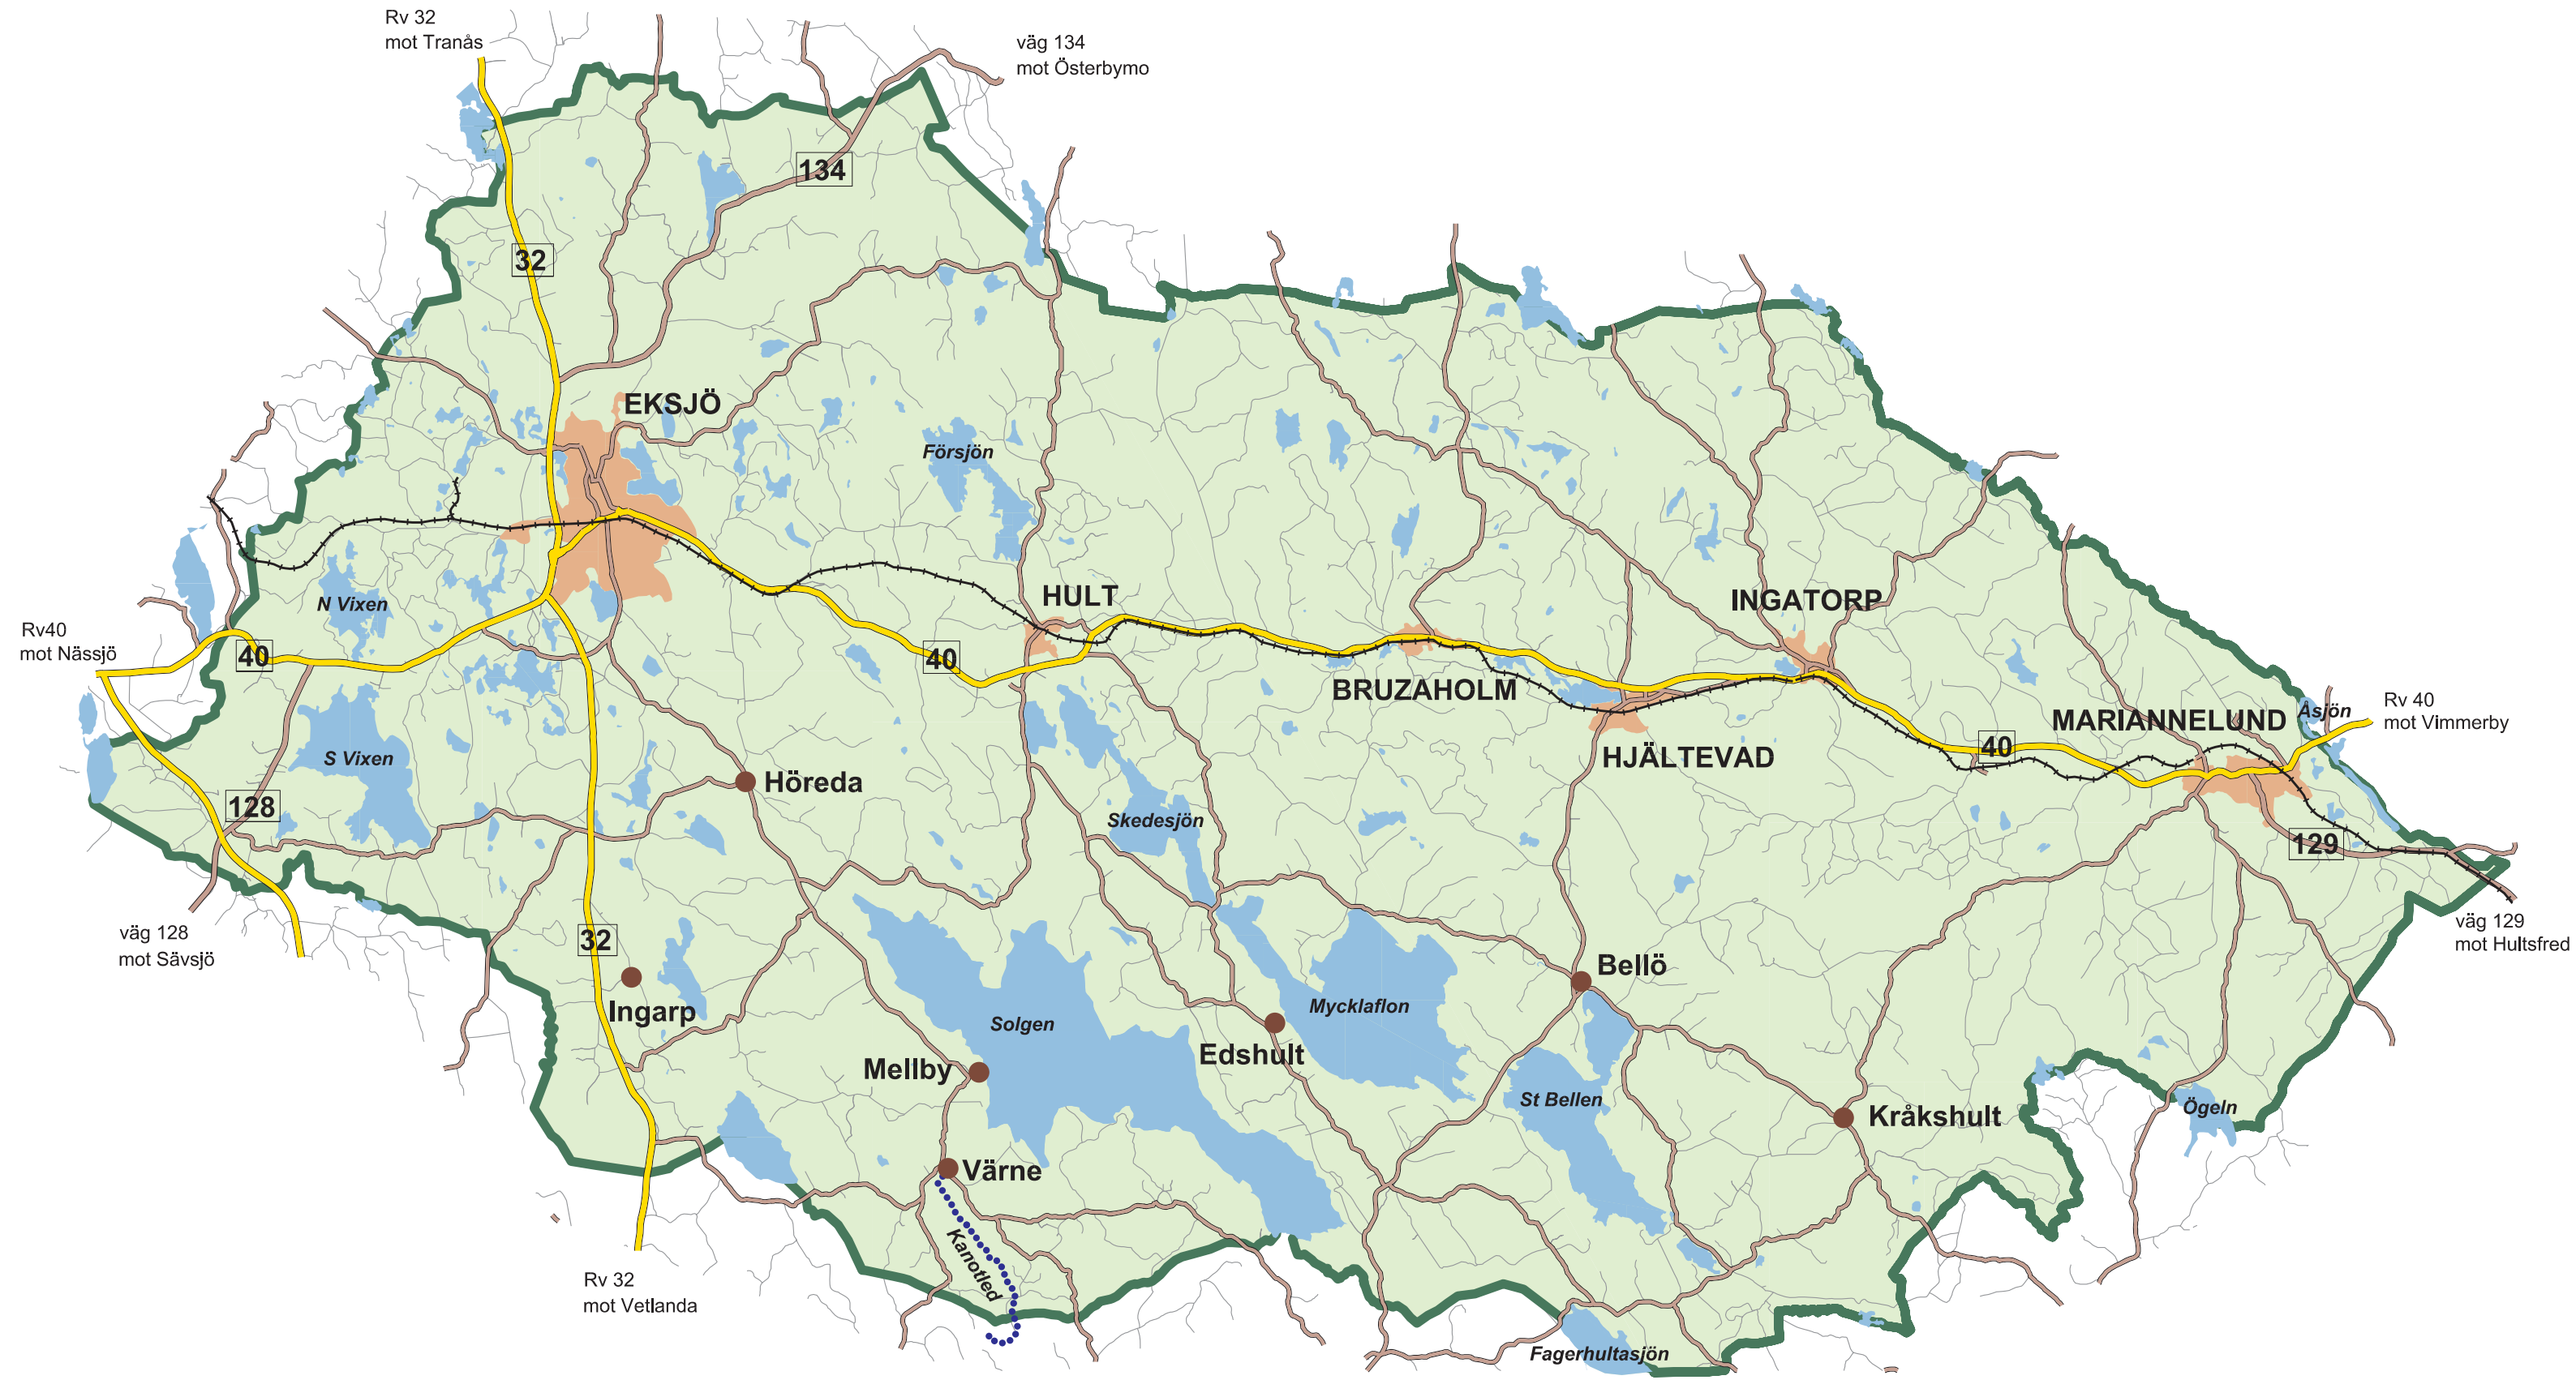 Rv 32
mot Tranås
väg 134
mot Österbymo
134
32
EKSJÖ
Försjön
HULT
N Vixen
INGATORP
Rv40
mot Nässjö
40
40
BRUZAHOLM
MARIANNELUND
Åsjön
Rv 40
mot Vimmerby
S Vixen
HJÄLTEVAD
40
Höreda
128
Skedesjön
129
väg 128
mot Sävsjö
32
väg 129
mot Hultsfred
Bellö
Ingarp
Solgen
Mycklaflon
Edshult
Mellby
St Bellen
Kråkshult
Ögeln
Värne
Kanotled
Rv 32
mot Vetlanda
Fagerhultasjön